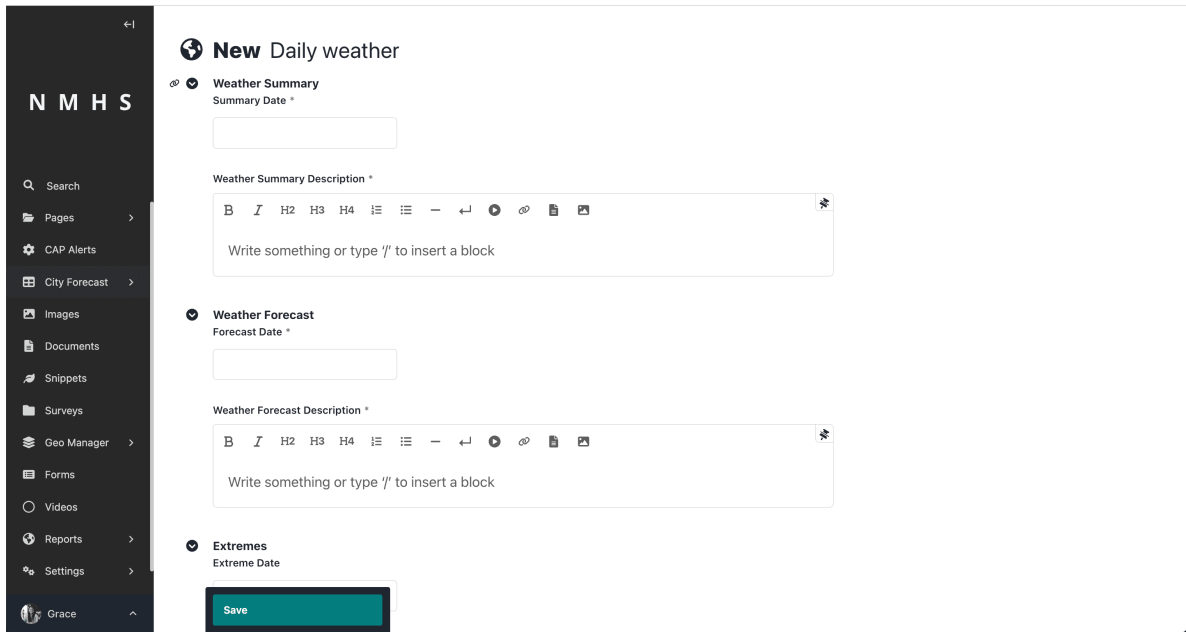 NMHS
Search
Pages
CAP Alerts
City Forecast
Images
Documents
Snippets
Surveys
Geo Manager
Forms
Videos
Reports
Settings
Grace
New Daily weather
Weather Summary
Summary Date *
Weather Summary Description *
B I H2 H3 H4
Write something or type ‘/’ to insert a block
Weather Forecast
Forecast Date *
Weather Forecast Description *
B I H2 H3 H4
Write something or type ‘/’ to insert a block
Extremes
Extreme Date
Save